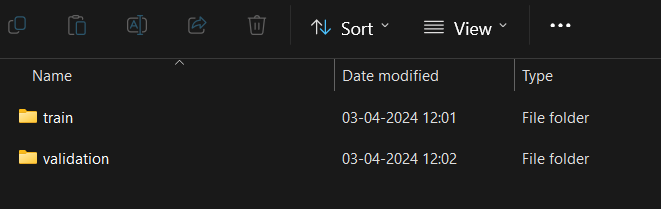 Sort View
Name Date modified Type
train 03-04-2024 12:01 File folder
validation 03-04-2024 12:02 File folder